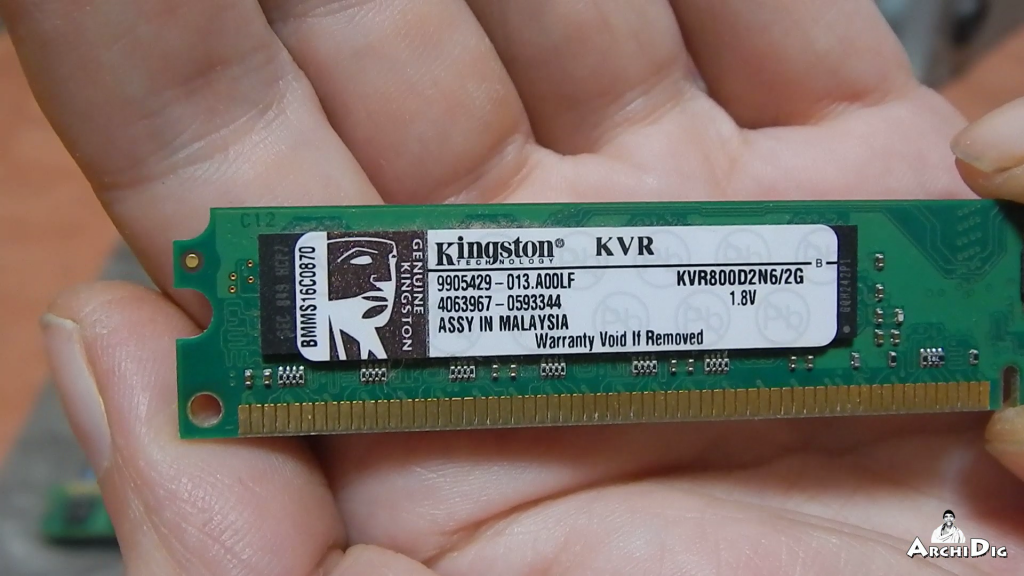 C12
BMMIS16C0870
GENUINE
KINGSTON
Kingston® KVR
TECHNOLOGY
B
9905429-013.A00LF
KVR800D2N6/2G
4063967-0593344
1.8V
ASSY IN MALAYSIA
Warranty Void If Removed
ARCHIDIG